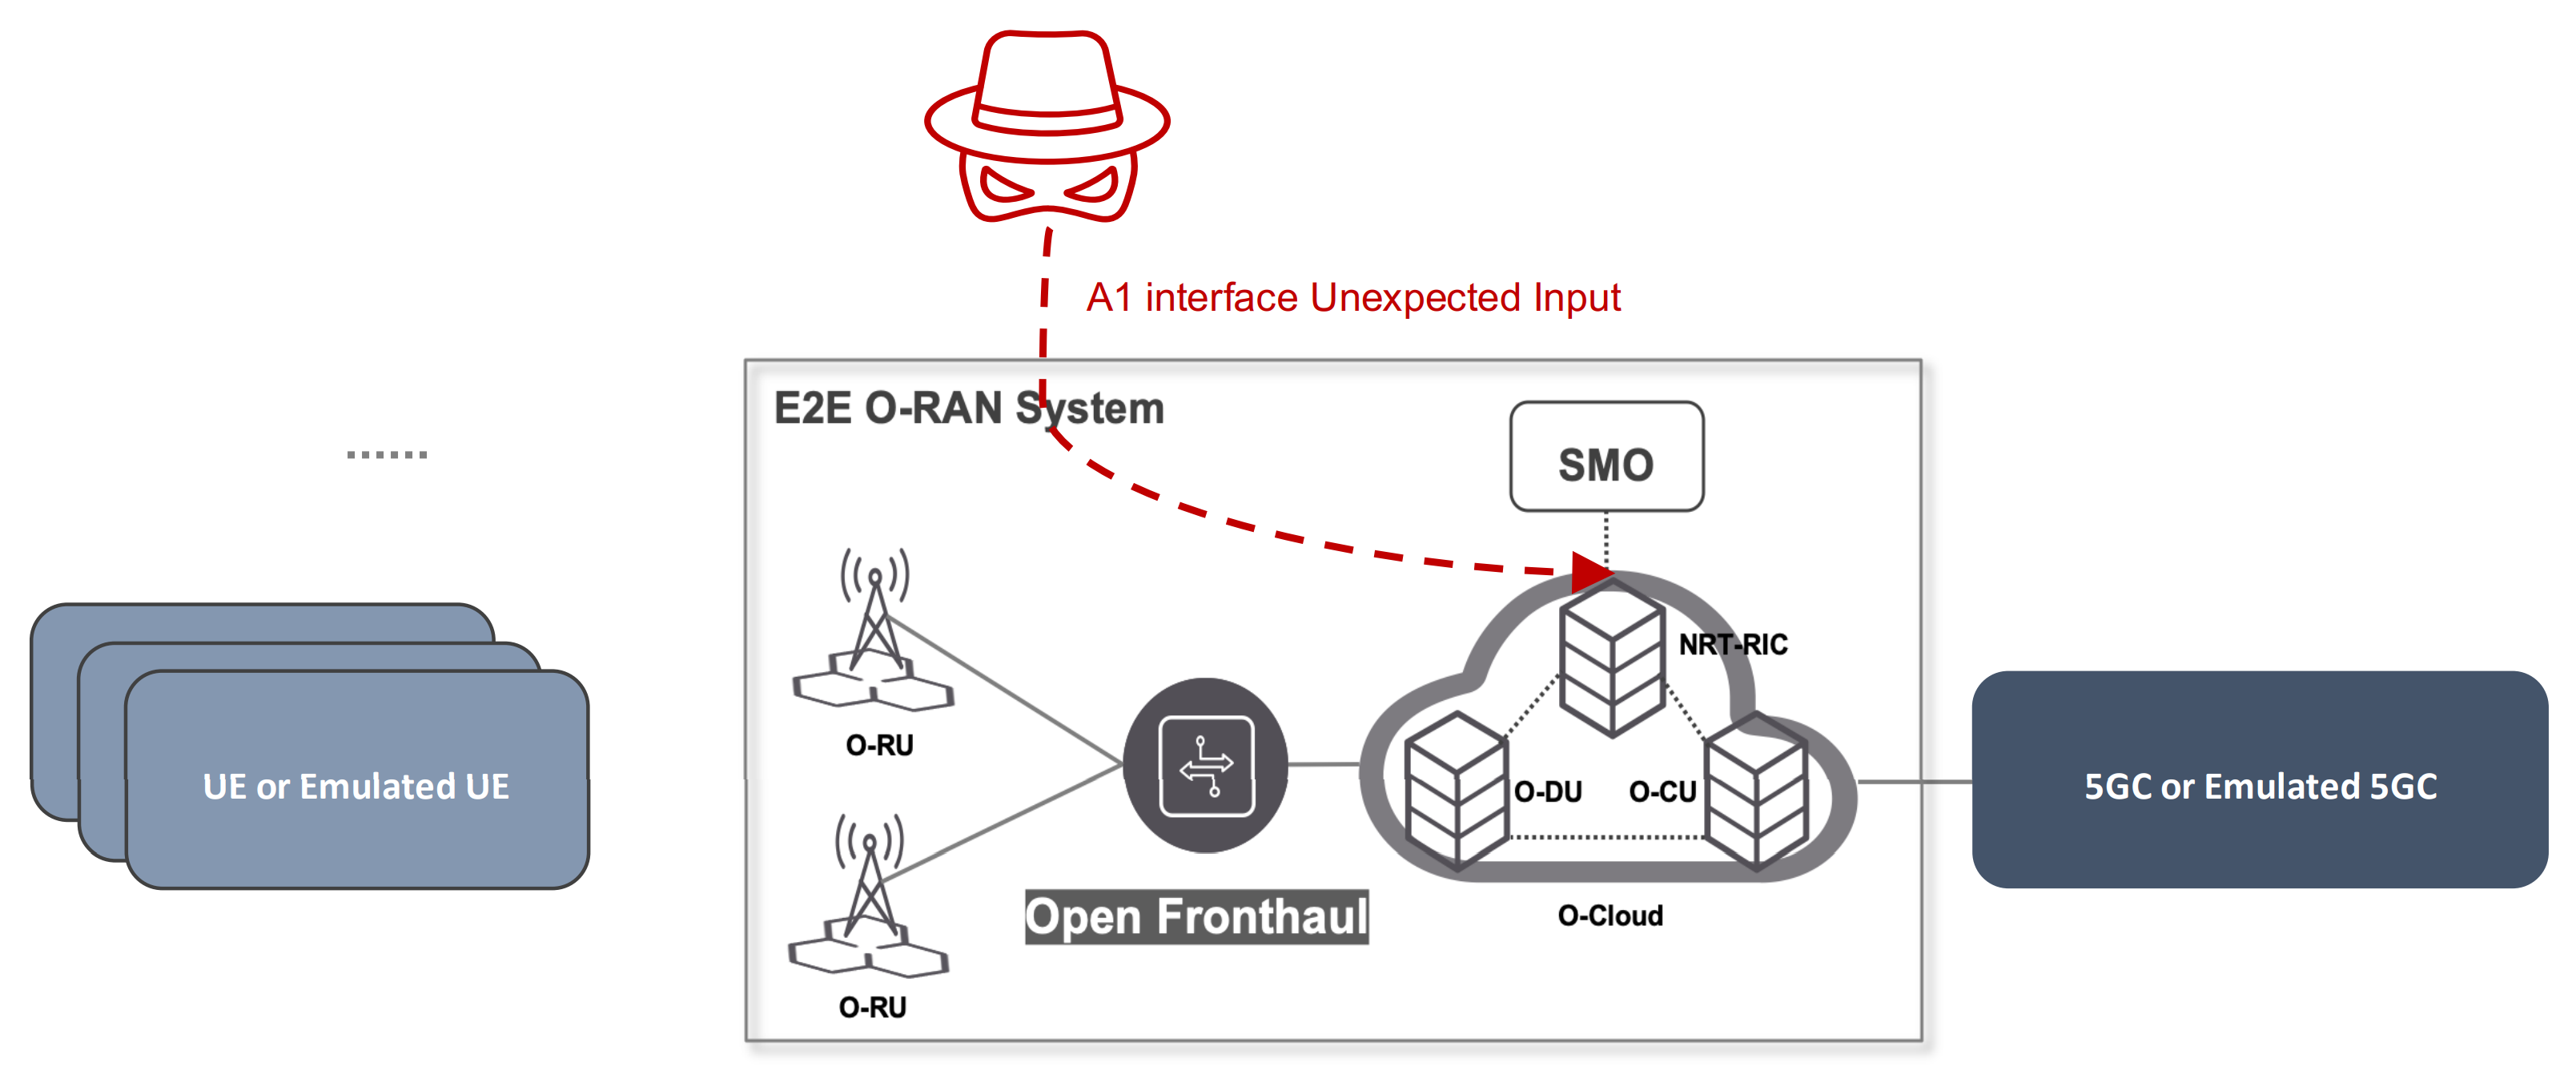 A1 interface Unexpected Input
E2E O-RAN System
SMO
NRT-RIC
O-RU
UE or Emulated UE
O-DU
O-CU
5GC or Emulated 5GC
Open Fronthaul
O-Cloud
O-RU